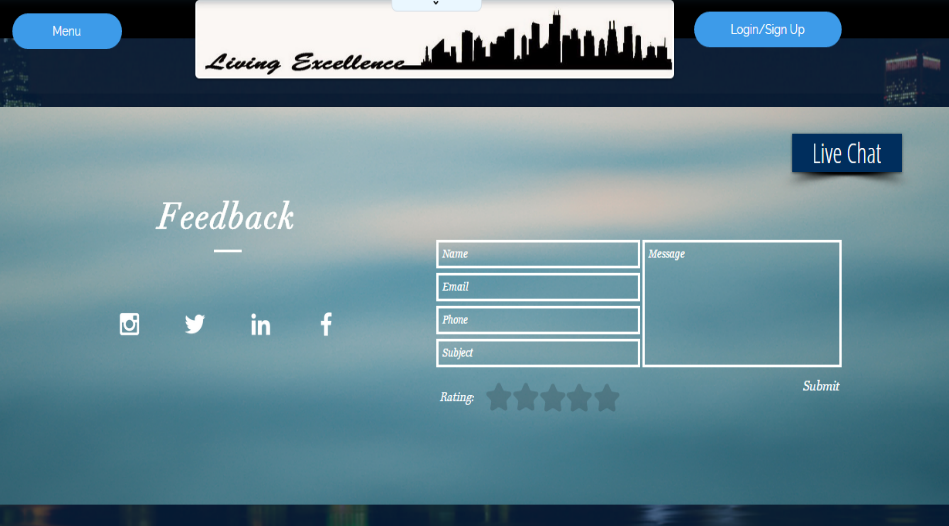 Menu
Living Excellence
Login/Sign Up
Live Chat
Feedback
Name
Message
Email
Phone
Subject
Rating:
Submit